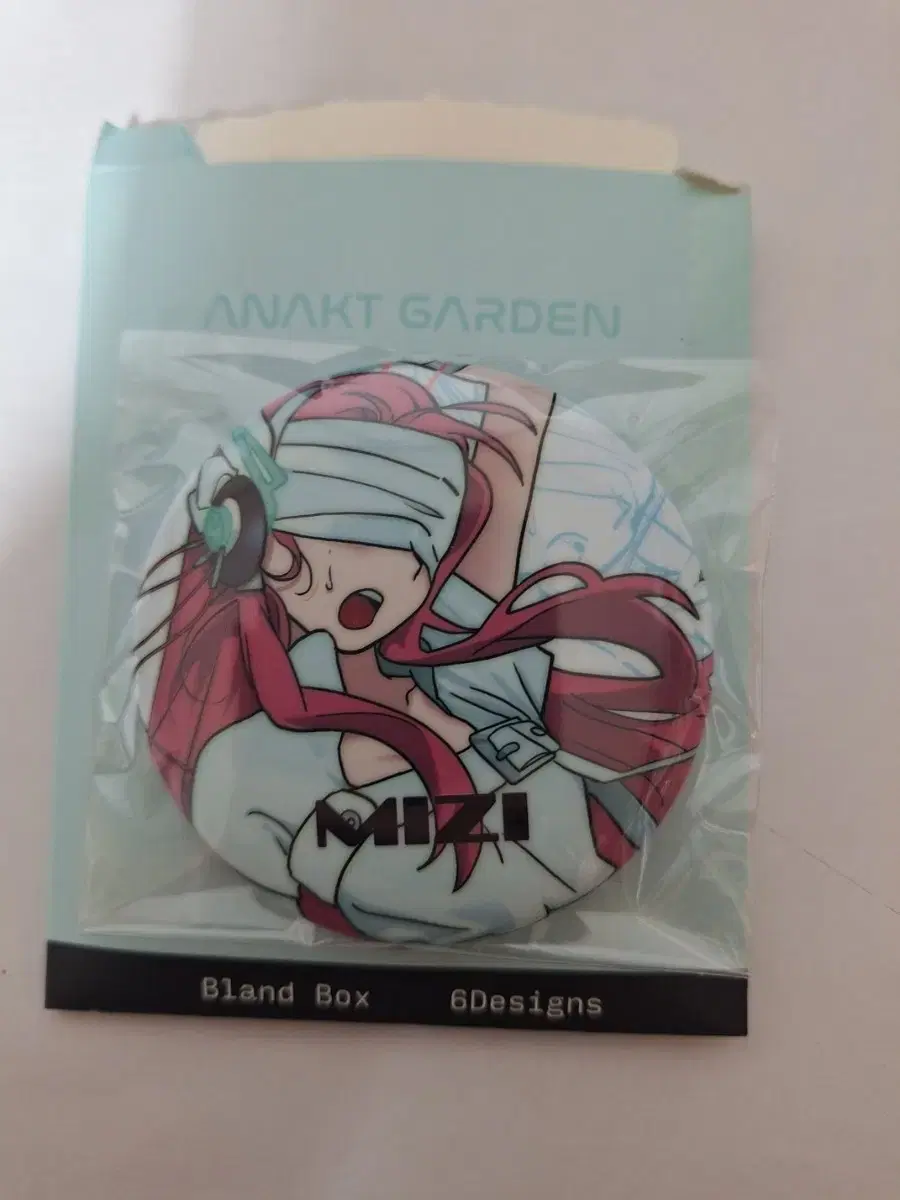 ANAKT GARDEN
MIZI
Bland Box 6Designs